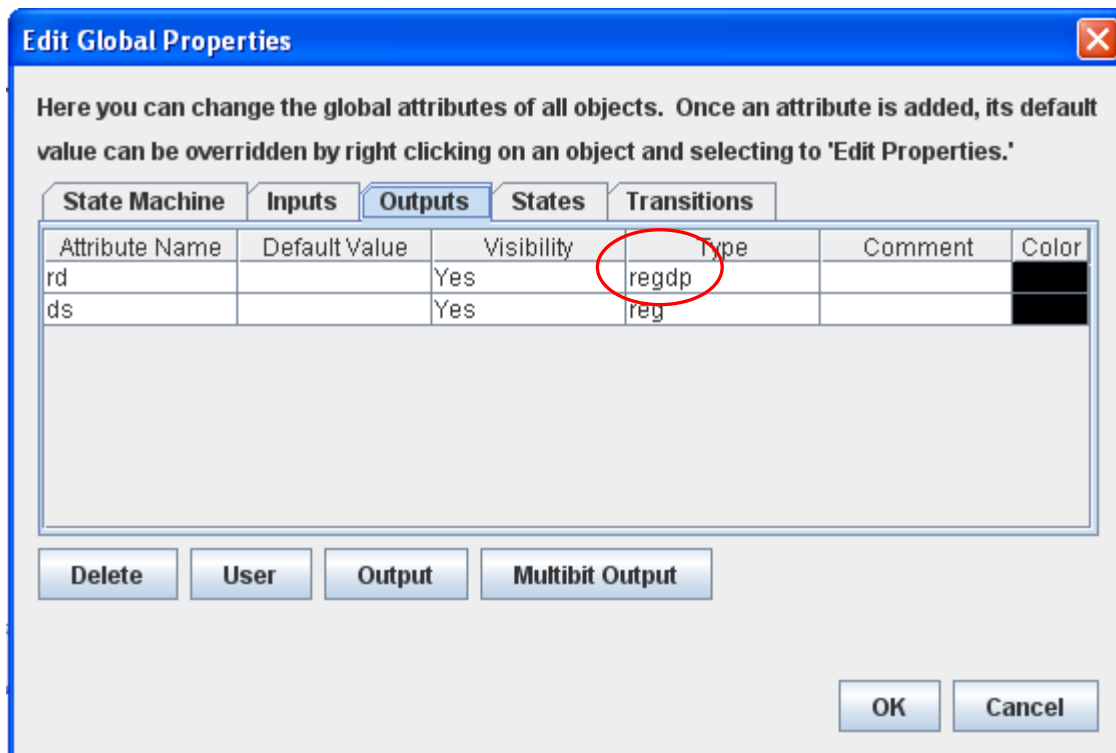 Edit Global Properties
Here you can change the global attributes of all objects. Once an attribute is added, its default
value can be overridden by right clicking on an object and selecting to 'Edit Properties.'
State Machine Inputs Outputs States Transitions
Attribute Name Default Value Visibility Type Comment Color
rd Yes regdp
ds Yes reg
Delete User Output Multibit Output
OK Cancel